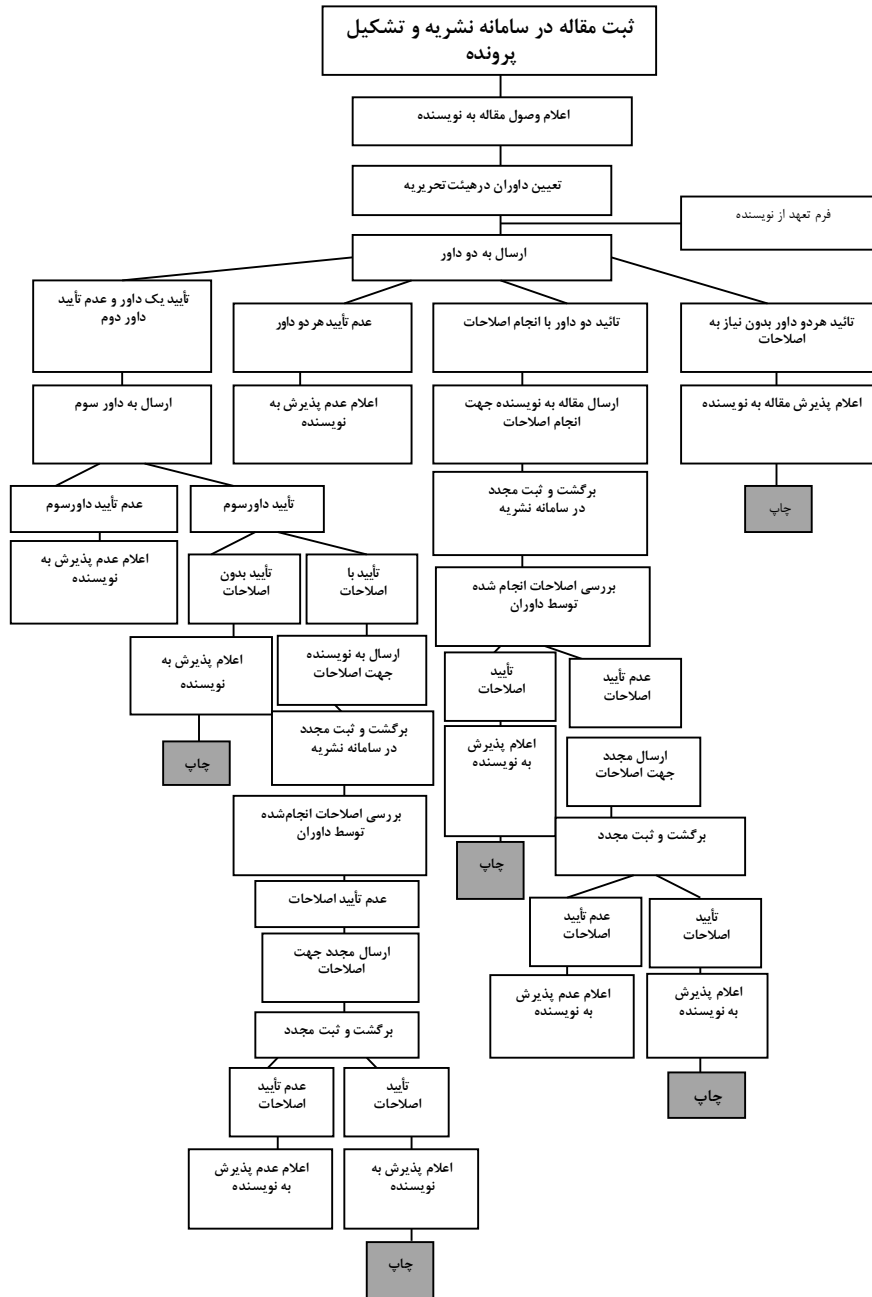 ثبت مقاله در سامانه نشریه و تشکیل
پرونده
اعلام وصول مقاله به نویسنده
تعیین داوران درهیئت‌تحریریه
فرم تعهد از نویسنده
ارسال به دو داور
تائید هردو داور بدون نیاز به
اصلاحات
تائید دو داور با انجام اصلاحات
عدم تأیید هر دو داور
تأیید یک داور و عدم تأیید
داور دوم
اعلام پذیرش مقاله به نویسنده
ارسال مقاله به نویسنده جهت
انجام اصلاحات
اعلام عدم پذیرش به
نویسنده
ارسال به داور سوم
چاپ
برگشت و ثبت مجدد
در سامانه نشریه
تأیید داورسوم
عدم تأیید داورسوم
اعلام عدم پذیرش به
نویسنده
بررسی اصلاحات انجام شده
توسط داوران
تأیید با
اصلاحات
تأیید بدون
اصلاحات
عدم تأیید
اصلاحات
تأیید
اصلاحات
ارسال به نویسنده
جهت اصلاحات
اعلام پذیرش به
نویسنده
ارسال مجدد
جهت اصلاحات
اعلام پذیرش
به نویسنده
برگشت و ثبت مجدد
در سامانه نشریه
چاپ
برگشت و ثبت مجدد
چاپ
بررسی اصلاحات انجام‌شده
توسط داوران
تأیید
اصلاحات
عدم تأیید
اصلاحات
عدم تأیید اصلاحات
اعلام پذیرش
به نویسنده
اعلام عدم پذیرش
به نویسنده
ارسال مجدد جهت
اصلاحات
چاپ
برگشت و ثبت مجدد
تأیید
اصلاحات
عدم تأیید
اصلاحات
اعلام پذیرش به
نویسنده
اعلام عدم پذیرش
به نویسنده
چاپ